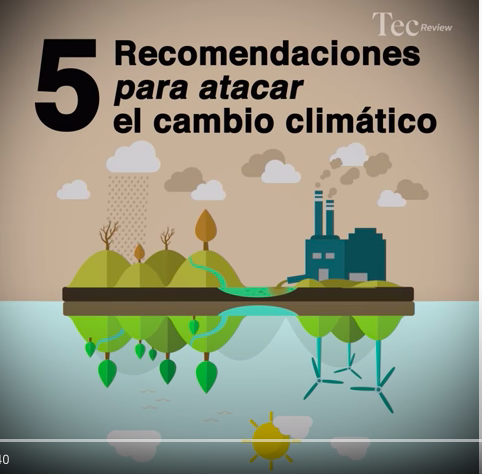 Tec Review
5 Recomendaciones
para atacar
el cambio climático
40